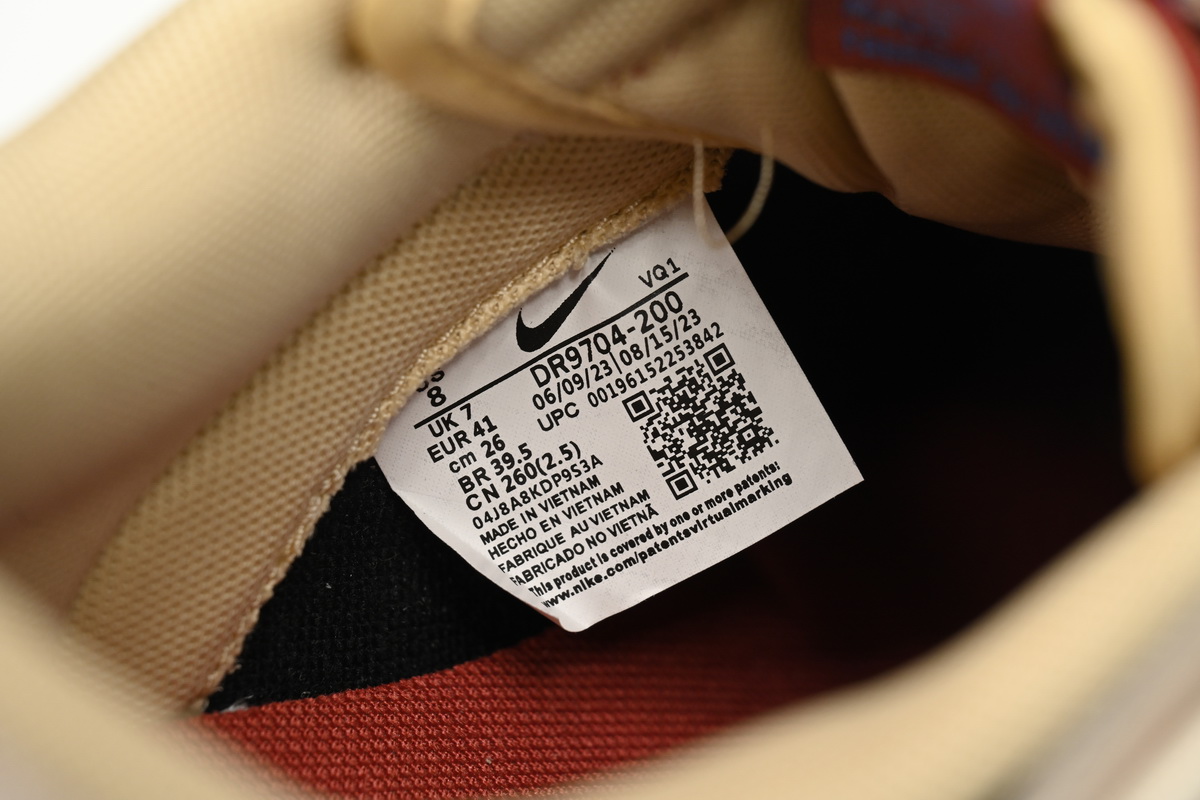 VQ1
8
UK 7
EUR 41
cm 26
BR 39.5
CN 260(2.5)
04J8A8KDP9S3A
MADE IN VIETNAM
HECHO EN VIETNAM
FABRIQUE AU VIETNAM
FABRICADO NO VIETNÃ
This product is covered by one or more patents:
www.nike.com/patentsvirtualmarking
DR9704-200
06/09/23|08/15/23
UPC 00196152253842